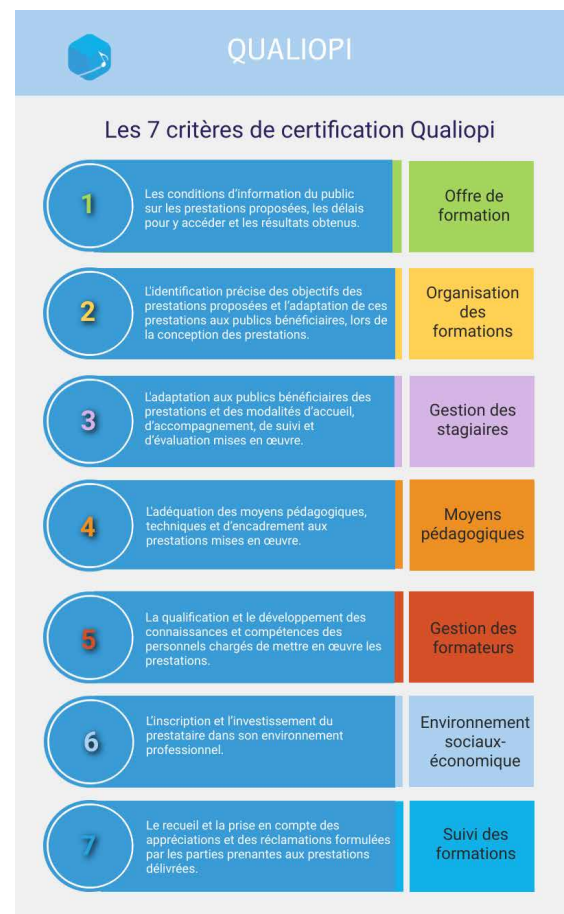 QUALIOPI
Les 7 critères de certification Qualiopi
1
Les conditions d'information du public
sur les prestations proposées, les délais
pour y accéder et les résultats obtenus.
Offre de
formation
2
L'identification précise des objectifs des
prestations proposées et l'adaptation de ces
prestations aux publics bénéficiaires, lors de
la conception des prestations.
Organisation
des
formations
3
L'adaptation aux publics bénéficiaires des
prestations et des modalités d'accueil,
d'accompagnement, de suivi et
d'évaluation mises en œuvre.
Gestion des
stagiaires
4
L'adéquation des moyens pédagogiques,
techniques et d'encadrement aux
prestations mises en œuvre.
Moyens
pédagogiques
5
La qualification et le développement des
connaissances et compétences des
personnels chargés de mettre en œuvre les
prestations.
Gestion des
formateurs
6
L'inscription et l'investissement du
prestataire dans son environnement
professionnel.
Environnement
sociaux-
économique
7
Le recueil et la prise en compte des
appréciations et des réclamations formulées
par les parties prenantes aux prestations
délivrées.
Suivi des
formations